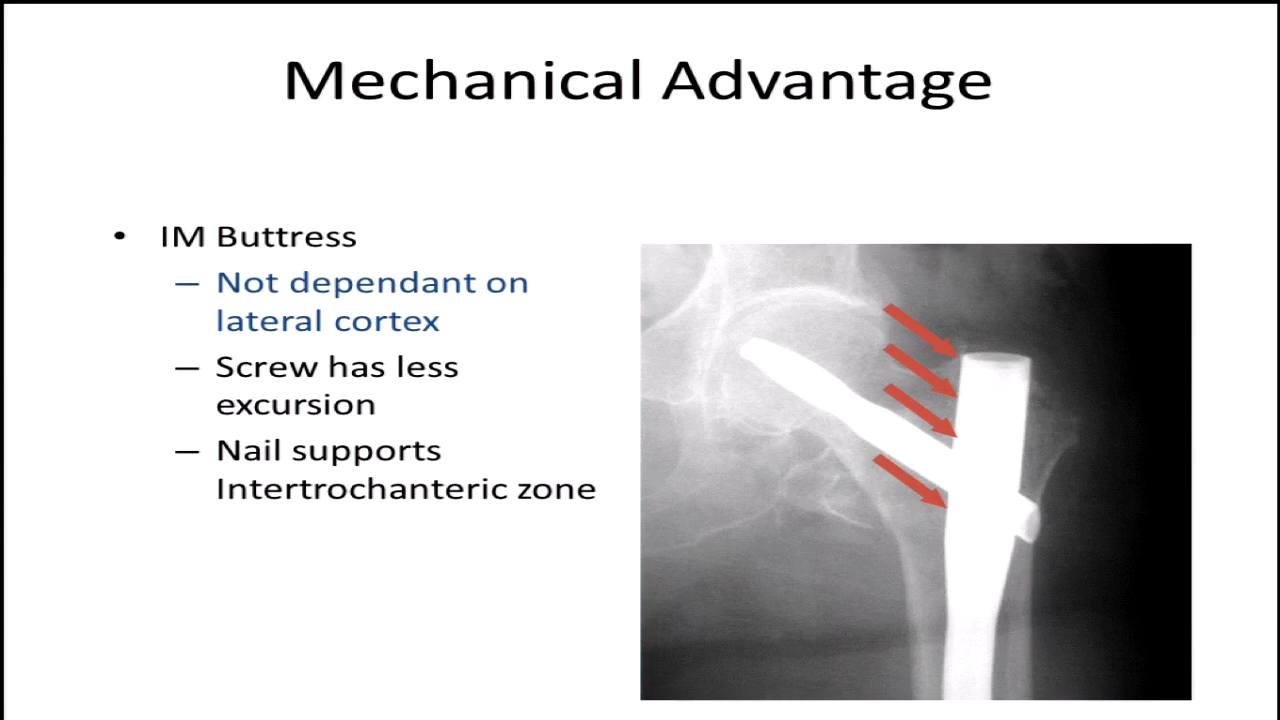 Mechanical Advantage
• IM Buttress
– Not dependant on
lateral cortex
– Screw has less
excursion
– Nail supports
Intertrochanteric zone